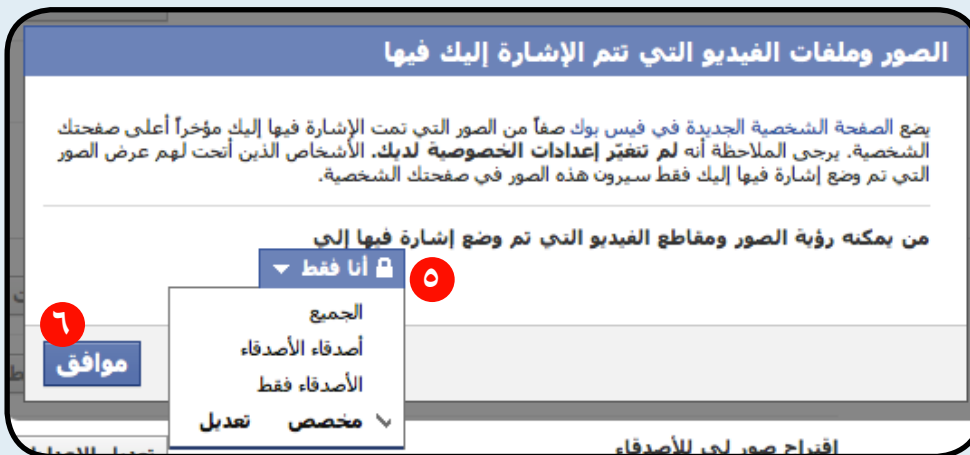 الصور وملفات الفيديو التي تتم الإشارة إليك فيها
يضع الصفحة الشخصية الجديدة في فيس بوك صفاً من الصور التي تمت الإشارة فيها إليك مؤخراً أعلى صفحتك
الشخصية. يرجى الملاحظة أنه لم تتغيّر إعدادات الخصوصية لديك. الأشخاص الذين أتحت لهم عرض الصور
التي تم وضع إشارة فيها إليك فقط سيرون هذه الصور في صفحتك الشخصية.
من يمكنه رؤية الصور ومقاطع الفيديو التي تم وضع إشارة فيها إلي
أنا فقط
٥
الجميع
أصدقاء الأصدقاء
الأصدقاء فقط
مخصص تعديل
٦
موافق
اقتراح صور لي للأصدقاء